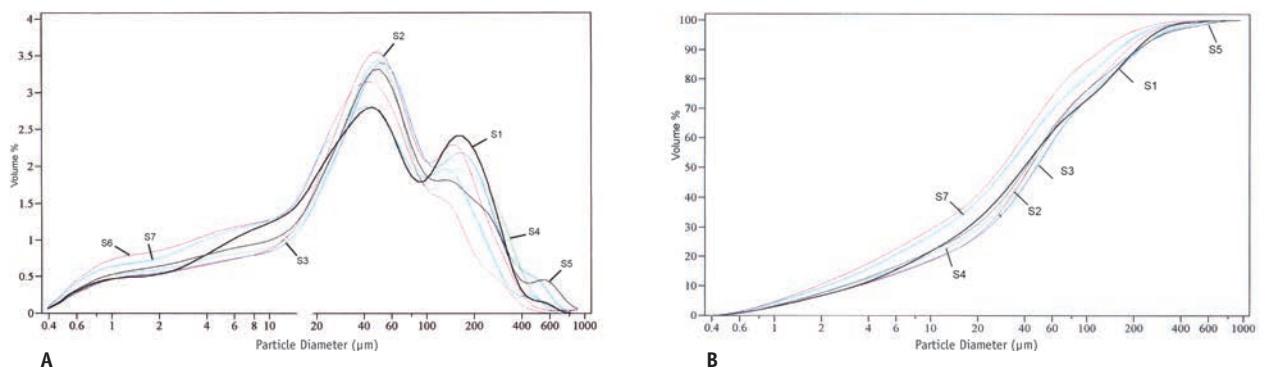 4
3.5
3
2.5
2
1.5
1
0.5
0
Volume %
S2
S1
S6
S7
S3
S4
S5
0.4 0.6 1 2 4 6 8 10 20 40 60 100 200 400 600 1000
Particle Diameter (µm)
A
100
90
80
70
60
50
40
30
20
10
0
Volume %
S5
S1
S7
S3
S2
S4
0.4 0.6 1 2 4 6 10 20 40 60 100 200 400 600 1000
Particle Diameter (µm)
B